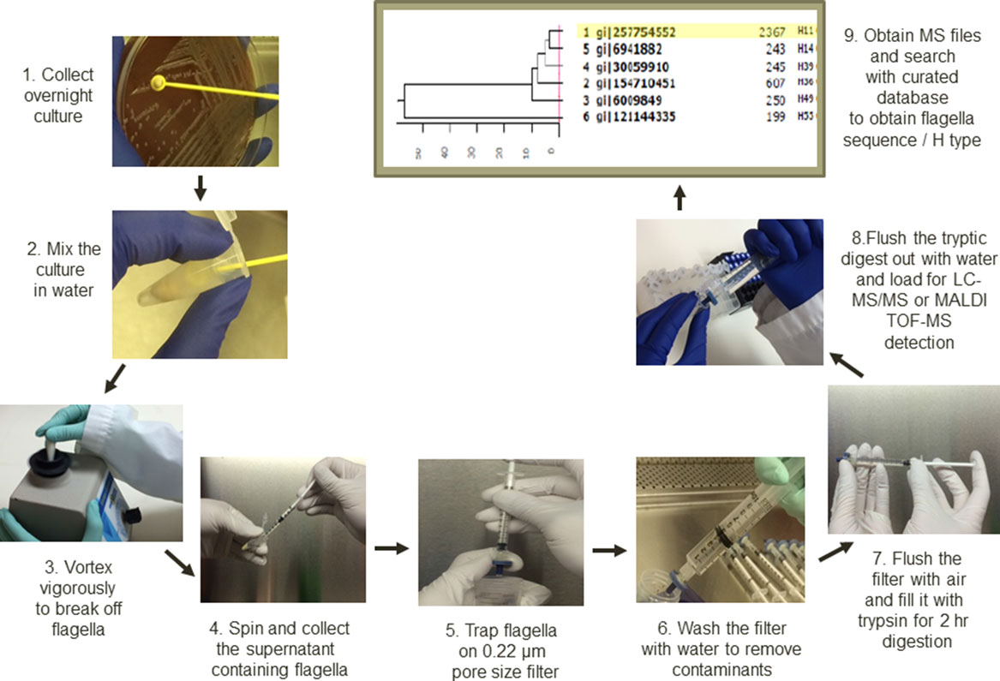 1. Collect
overnight
culture
2. Mix the
culture
in water
3. Vortex
vigorously
to break off
flagella
4. Spin and collect
the supernatant
containing flagella
5. Trap flagella
on 0.22 µm
pore size filter
6. Wash the filter
with water to remove
contaminants
7. Flush the
filter with air
and fill it with
trypsin for 2 hr
digestion
8.Flush the tryptic
digest out with water
and load for LC-
MS/MS or MALDI
TOF-MS
detection
9. Obtain MS files
and search
with curated
database
to obtain flagella
sequence / H type
1 gi|257754552 2367 H11
5 gi|6941882 243 H14
4 gi|30059910 245 H39
2 gi|154710451 607 H36
3 gi|6009849 250 H49
6 gi|121144335 199 H53
50 40 30 20 10 0